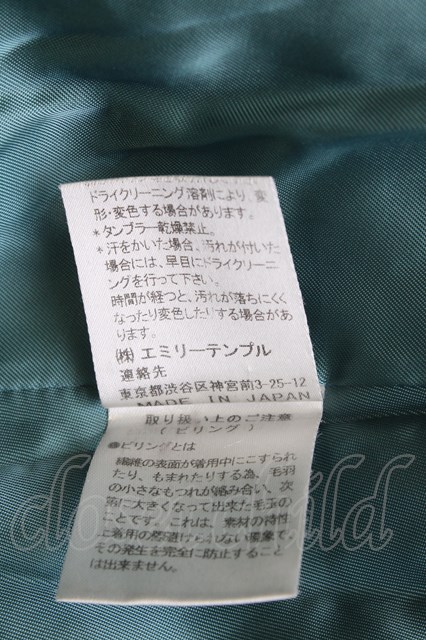 ドライクリーニング溶剤により、変
形・変色する場合があります。
＊タンブラー乾燥禁止。
＊汗をかいた場合、汚れが付いた
場合には、早目にドライクリーニ
ングを行って下さい。
時間が経つと、汚れが落ちにくく
なったり変色したりする場合があ
ります。
㈱ エミリーテンプル
連絡先
東京都渋谷区神宮前3-25-12
MADE IN JAPAN
取り扱い上のご注意
(ピリング)
●ピリングとは
繊維の表面が着用中にこすられ
たり、もまれたりする為、毛羽
の小さなもつれが絡み合い、次
第に大きくなって出来た毛玉の
ことです。これは、素材の特性
上着用の際避けられない現象で
その発生を完全に防止すること
は出来ません。
closet child